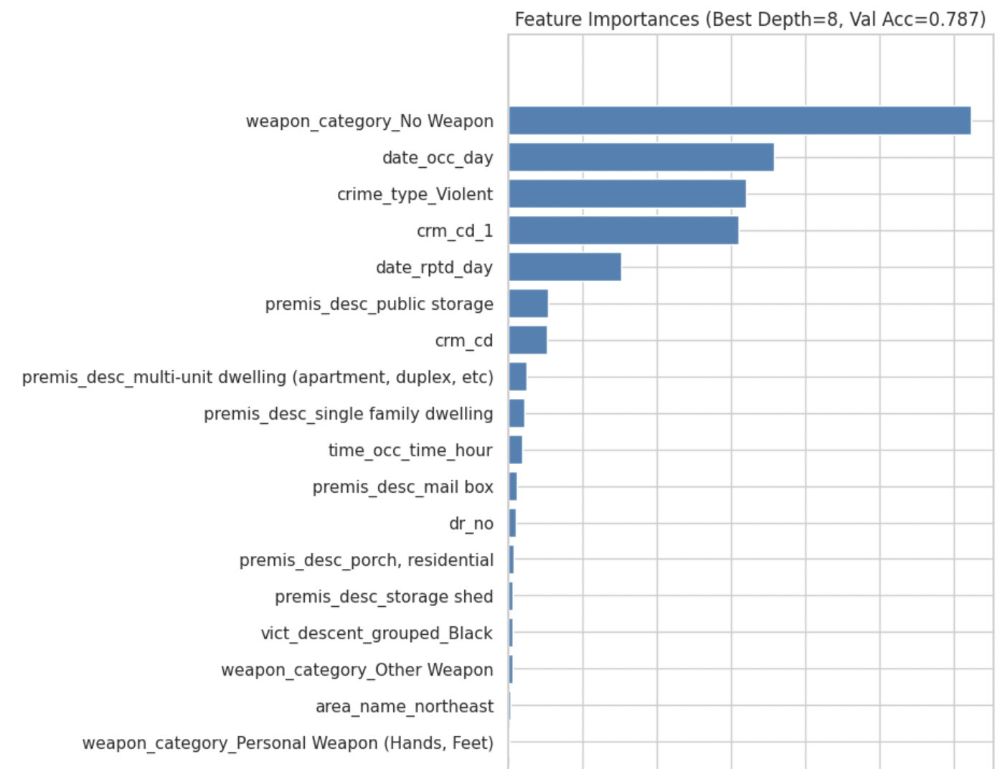 Feature Importances (Best Depth=8, Val Acc=0.787)
weapon_category_No Weapon
date_occ_day
crime_type_Violent
crm_cd_1
date_rptd_day
premis_desc_public storage
crm_cd
premis_desc_multi-unit dwelling (apartment, duplex, etc)
premis_desc_single family dwelling
time_occ_time_hour
premis_desc_mail box
dr_no
premis_desc_porch, residential
premis_desc_storage shed
vict_descent_grouped_Black
weapon_category_Other Weapon
area_name_northeast
weapon_category_Personal Weapon (Hands, Feet)